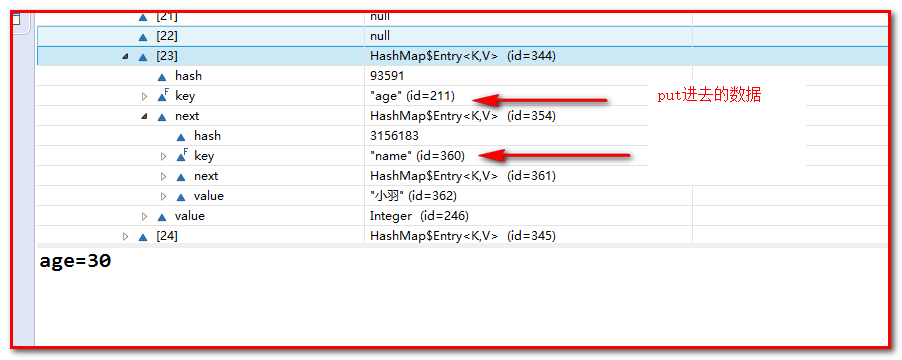 [21] null
[22] null
[23] HashMap$Entry<K,V> (id=344)
hash 93591
F key "age" (id=211)
put进去的数据
next HashMap$Entry<K,V> (id=354)
hash 3156183
F key "name" (id=360)
next HashMap$Entry<K,V> (id=361)
value "小羽" (id=362)
value Integer (id=246)
[24] HashMap$Entry<K,V> (id=345)
age=30